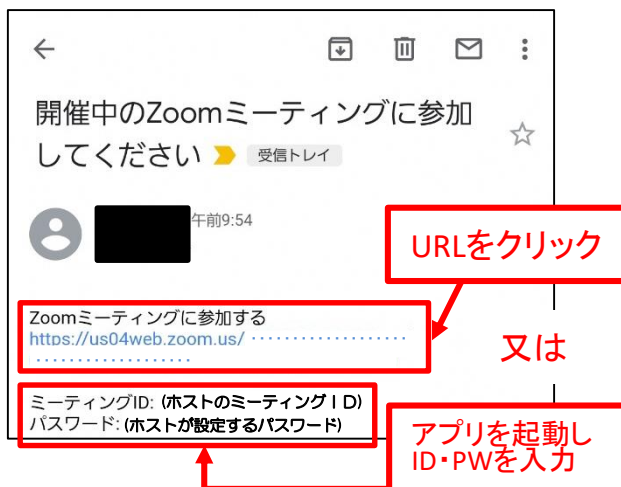 開催中のZoomミーティングに参加
してください 受信トレイ
午前9:54
URLをクリック
Zoomミーティングに参加する
https://us04web.zoom.us/ ··················
··················
又は
ミーティングID: (ホストのミーティングID)
パスワード: (ホストが設定するパスワード)
アプリを起動し
ID・PWを入力